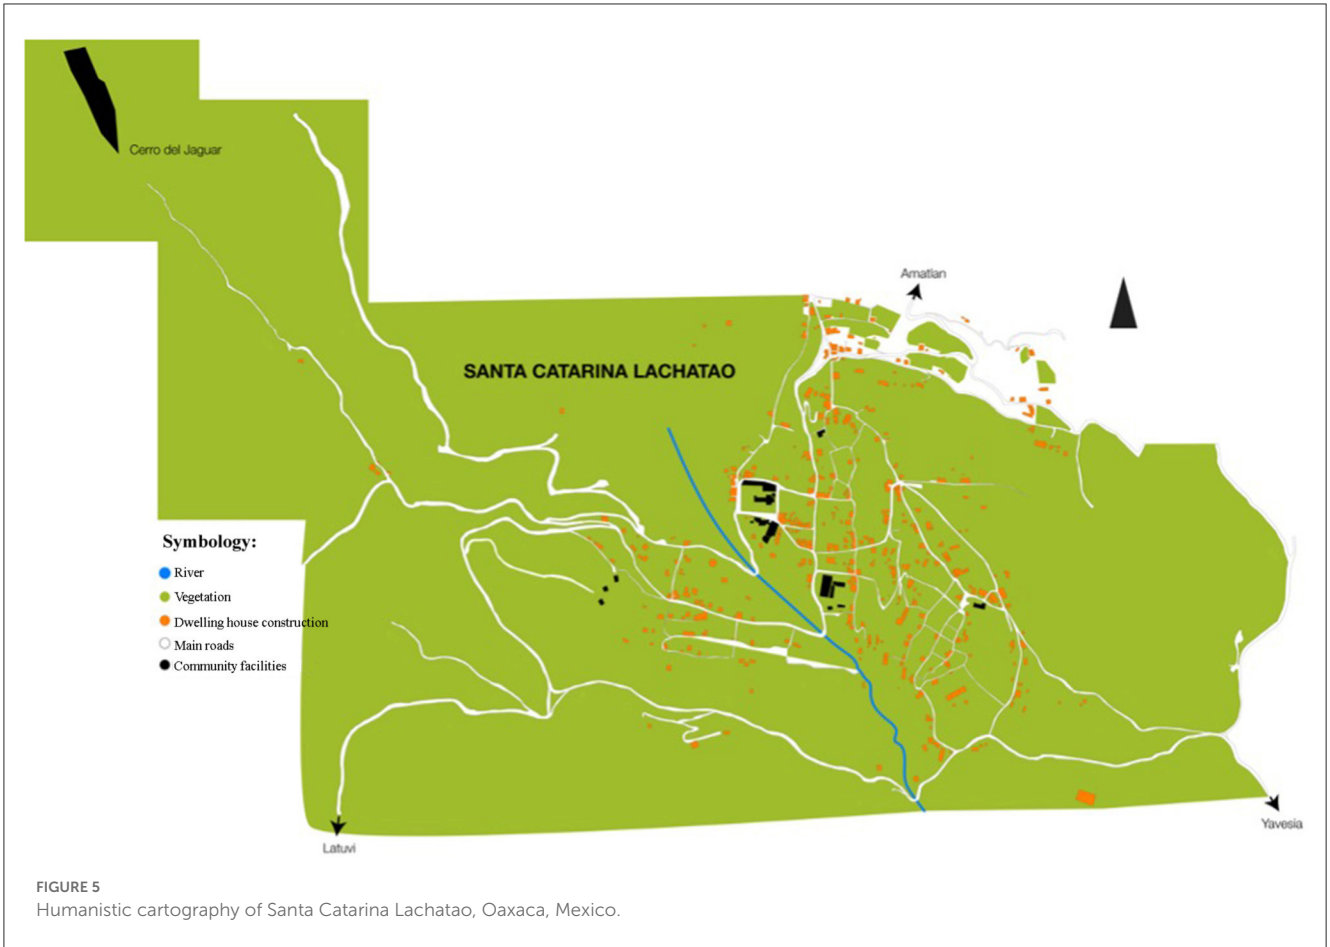 Cerro del Jaguar
Amatlan
SANTA CATARINA LACHATAO
Symbology:
River
Vegetation
Dwelling house construction
Main roads
Community facilities
Yavesia
Latuvi
FIGURE 5
Humanistic cartography of Santa Catarina Lachatao, Oaxaca, Mexico.